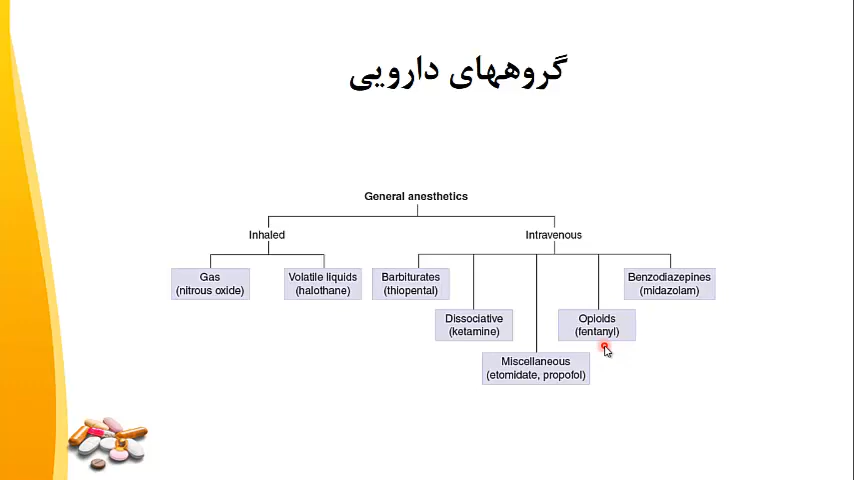 گروههای دارویی
General anesthetics
Inhaled
Intravenous
Gas
(nitrous oxide)
Volatile liquids
(halothane)
Barbiturates
(thiopental)
Benzodiazepines
(midazolam)
Dissociative
(ketamine)
Opioids
(fentanyl)
Miscellaneous
(etomidate, propofol)